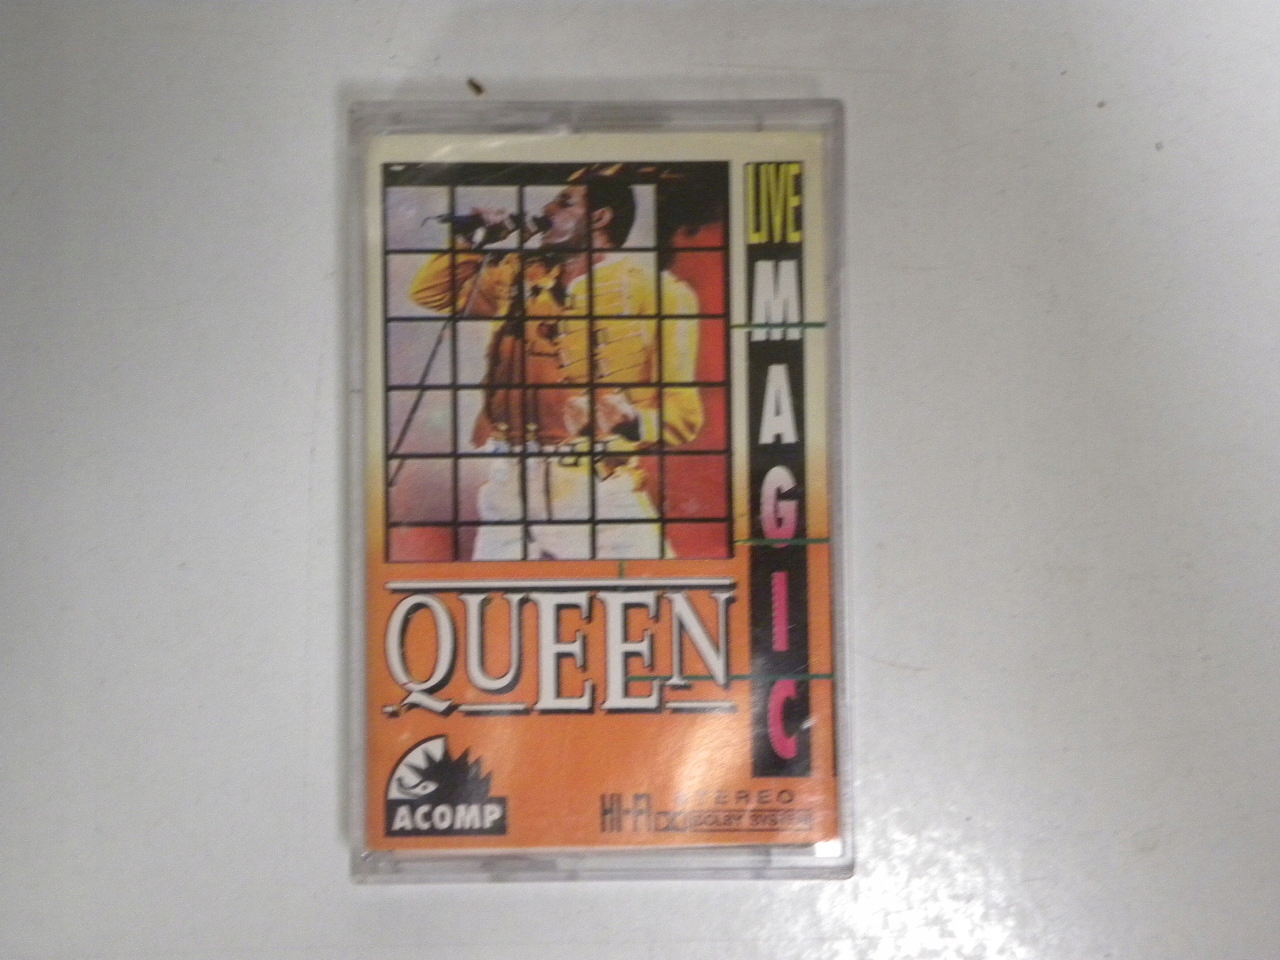 LIVE
MAGIC
QUEEN
ACOMP
HI-FI STEREO
DOLBY SYSTEM